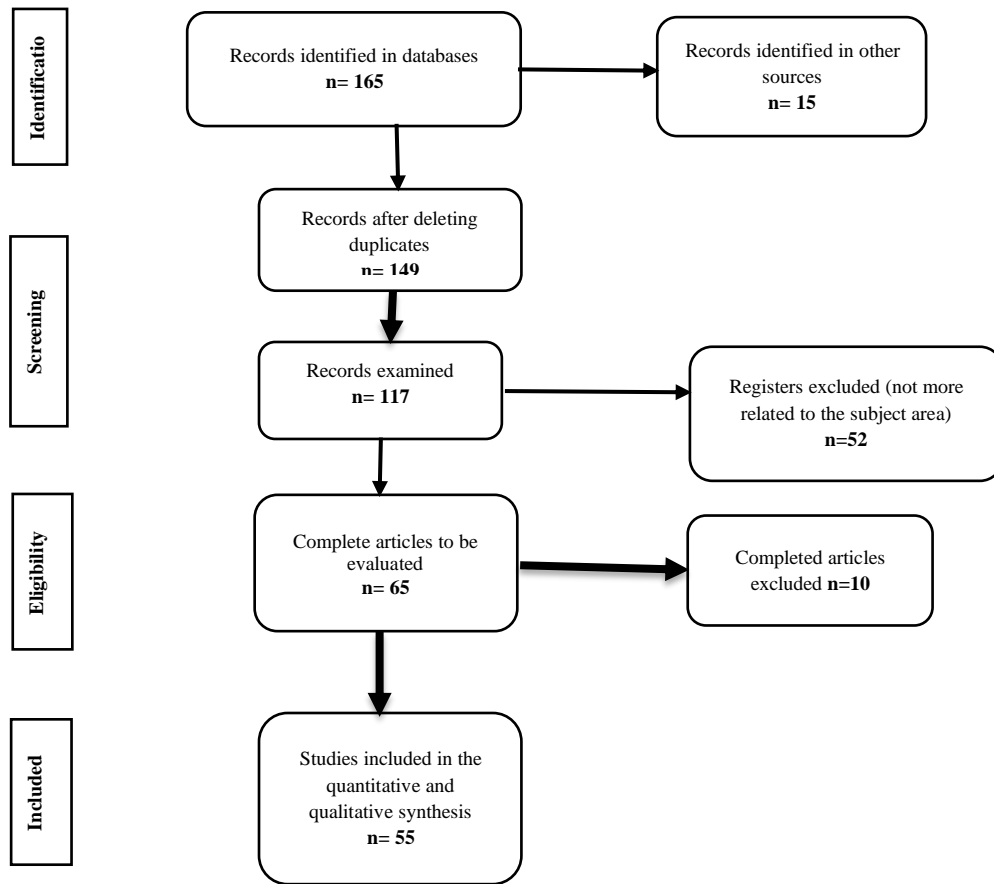 Identificatio
Records identified in databases
n= 165
Records identified in other
sources
n= 15
Screening
Records after deleting
duplicates
n= 149
Records examined
n= 117
Registers excluded (not more
related to the subject area)
n=52
Eligibility
Complete articles to be
evaluated
n= 65
Completed articles
excluded n=10
Included
Studies included in the
quantitative and
qualitative synthesis
n= 55